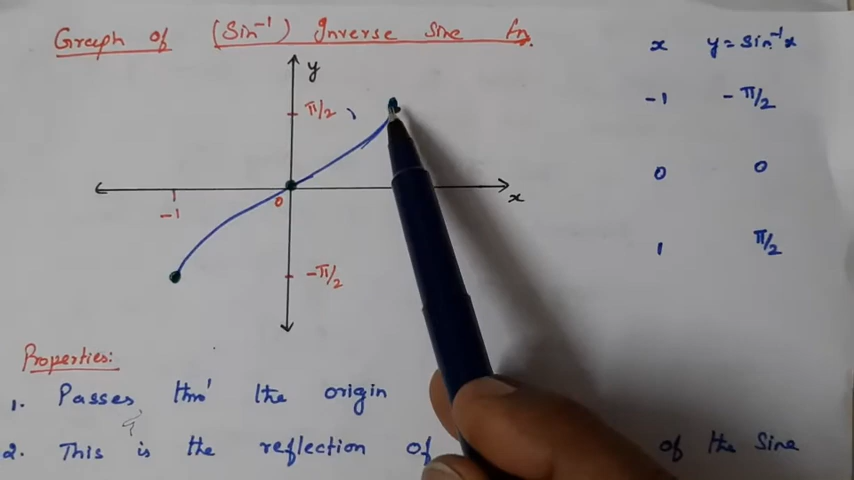 Graph of (Sin⁻¹) Inverse Sine fn.
x y = sin⁻¹x
y
π/2
-1 -π/2
0 0
-1 0 x
1 π/2
-π/2
Properties:
1. Passes thro' the origin
2. This is the reflection of of the Sine